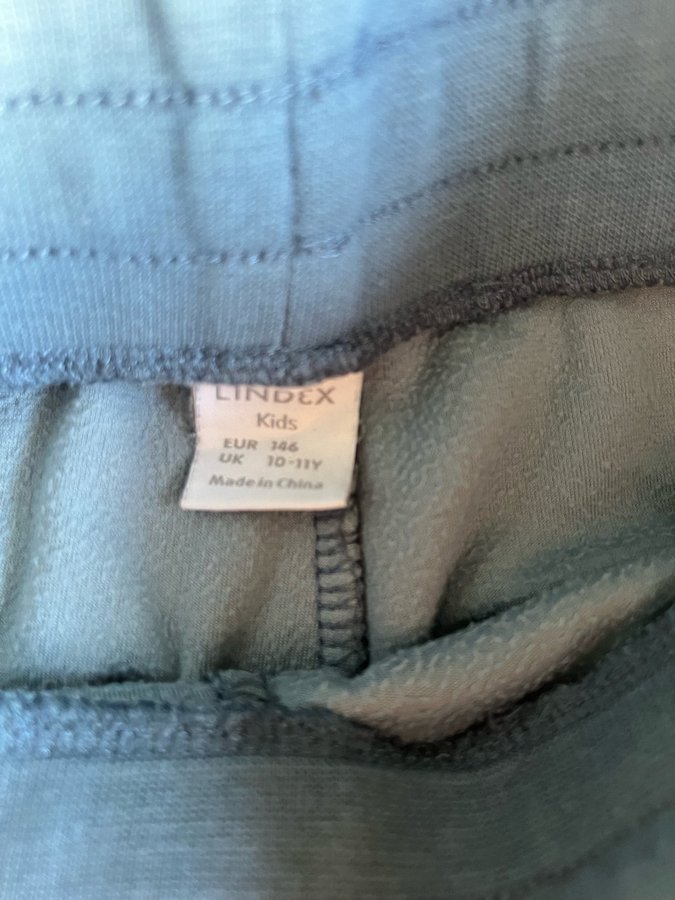 LINDEX
Kids
EUR 146
UK 10-11Y
Made in China